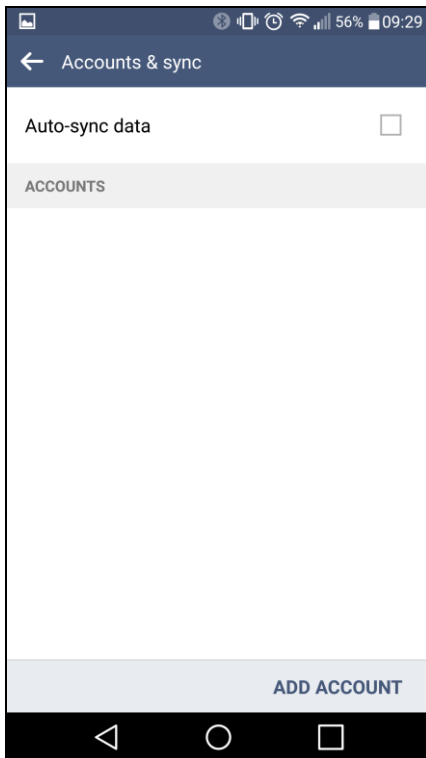 56% 09:29
Accounts & sync
Auto-sync data
ACCOUNTS
ADD ACCOUNT